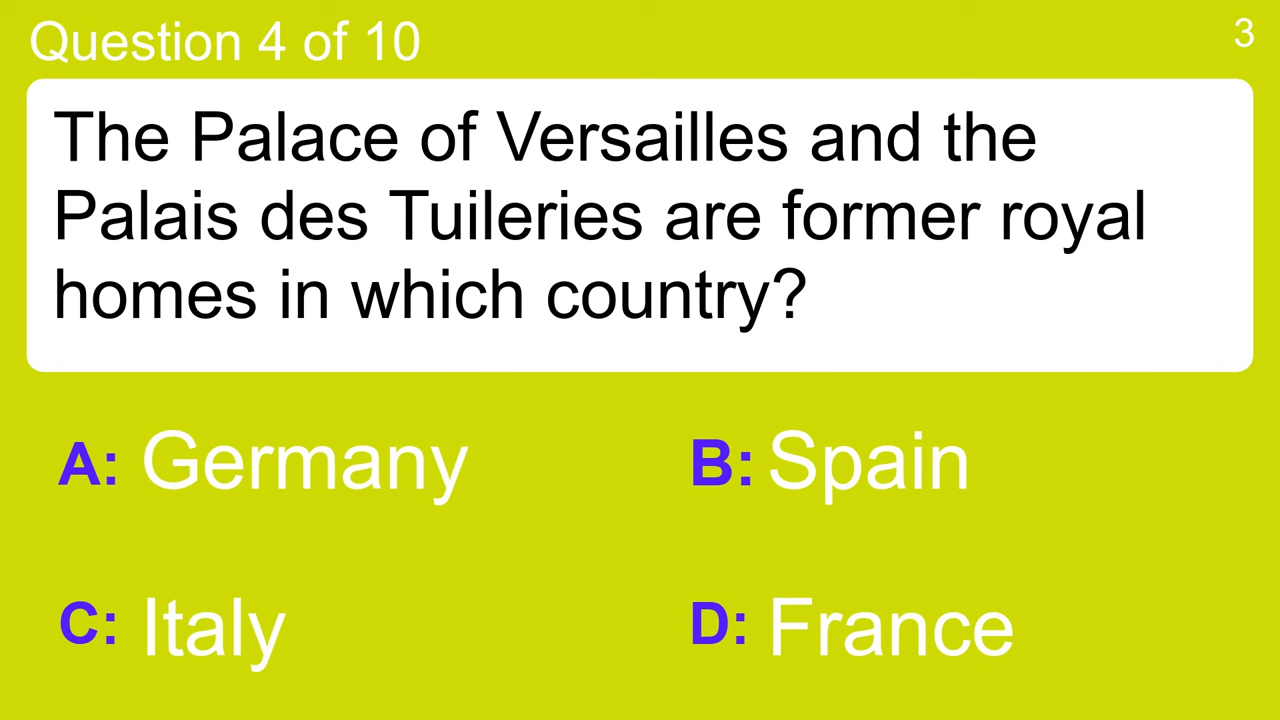 Question 4 of 10
3
The Palace of Versailles and the
Palais des Tuileries are former royal
homes in which country?
A: Germany
B: Spain
C: Italy
D: France